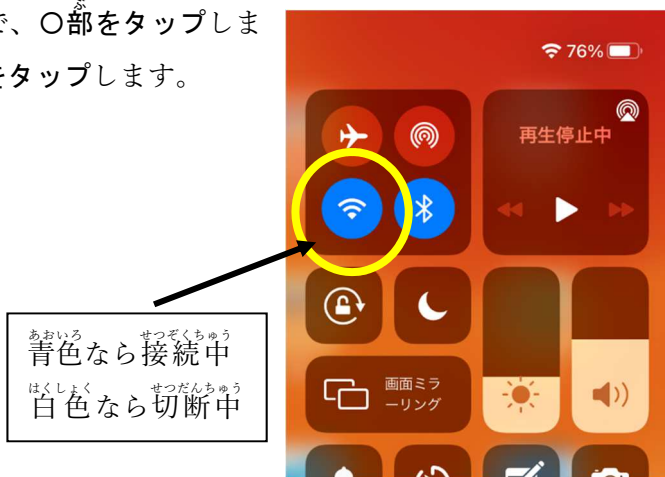 で、〇部をタップしま
をタップします。
76%
再生停止中
画面ミラ
ーリング
青色なら接続中
白色なら切断中